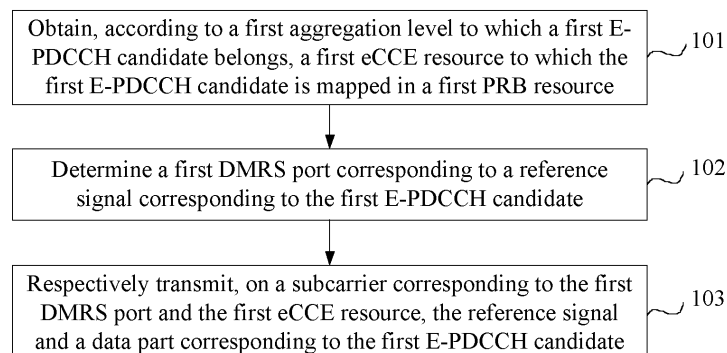 Obtain, according to a first aggregation level to which a first E-
PDCCH candidate belongs, a first eCCE resource to which the
first E-PDCCH candidate is mapped in a first PRB resource
101
Determine a first DMRS port corresponding to a reference
signal corresponding to the first E-PDCCH candidate
102
Respectively transmit, on a subcarrier corresponding to the first
DMRS port and the first eCCE resource, the reference signal
and a data part corresponding to the first E-PDCCH candidate
103